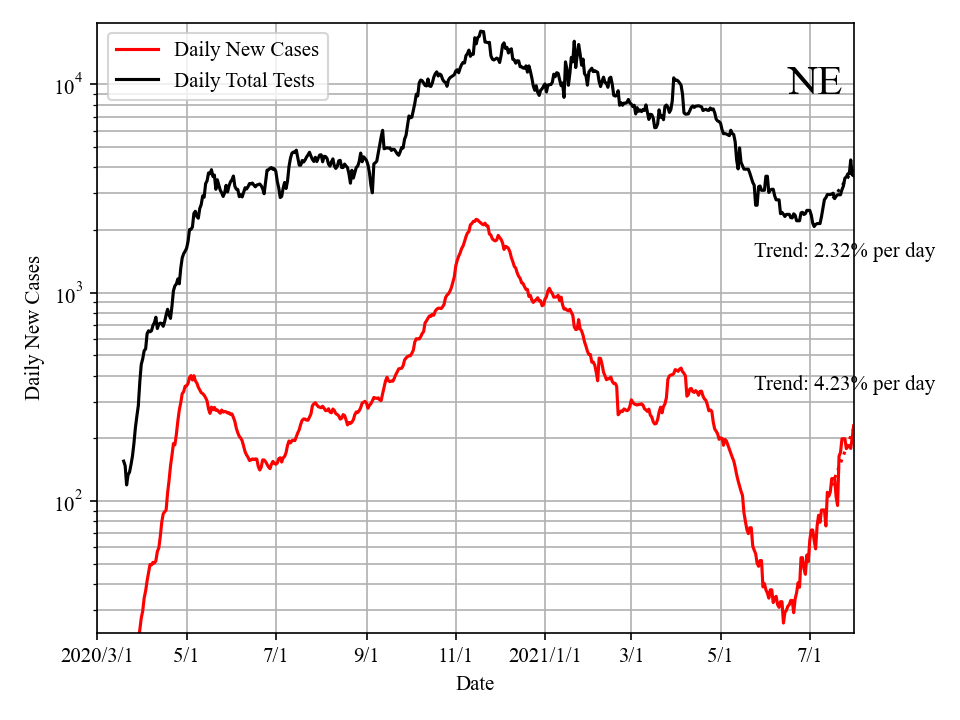 Daily New Cases
Daily Total Tests
NE
10^4
10^3
10^2
Daily New Cases
Trend: 2.32% per day
Trend: 4.23% per day
2020/3/1 5/1 7/1 9/1 11/1 2021/1/1 3/1 5/1 7/1
Date